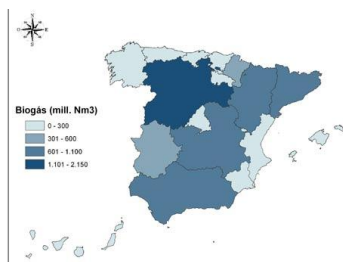 N
O
E
S
Biogás (mill. Nm3)
0 - 300
301 - 600
601 - 1.100
1.101 - 2.150